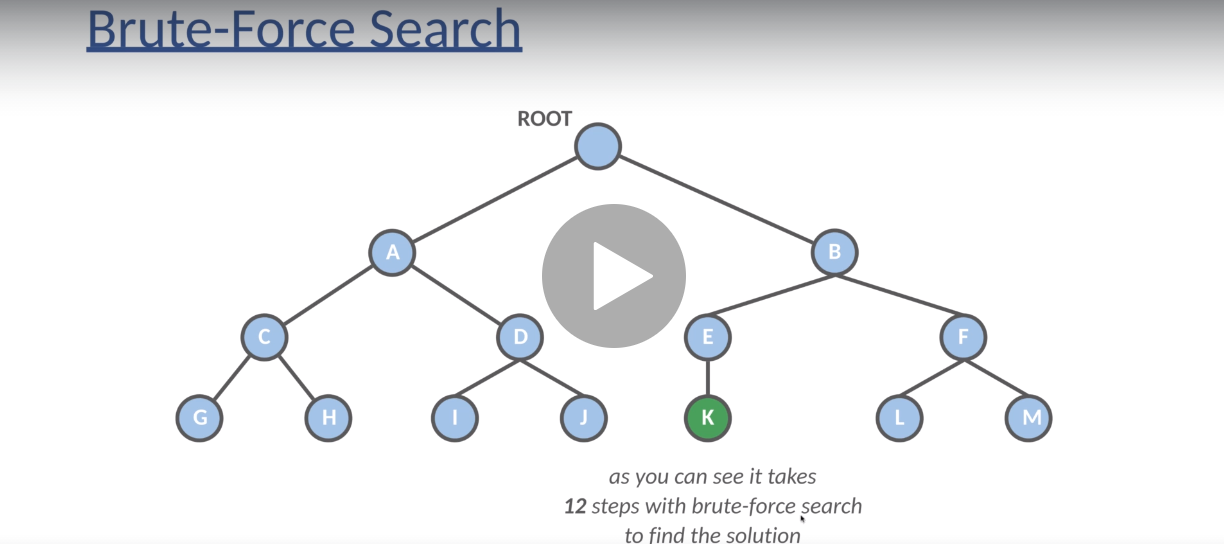 Brute-Force Search
ROOT
A
B
C
D
E
F
G
H
I
J
K
L
M
as you can see it takes
12 steps with brute-force search
to find the solution